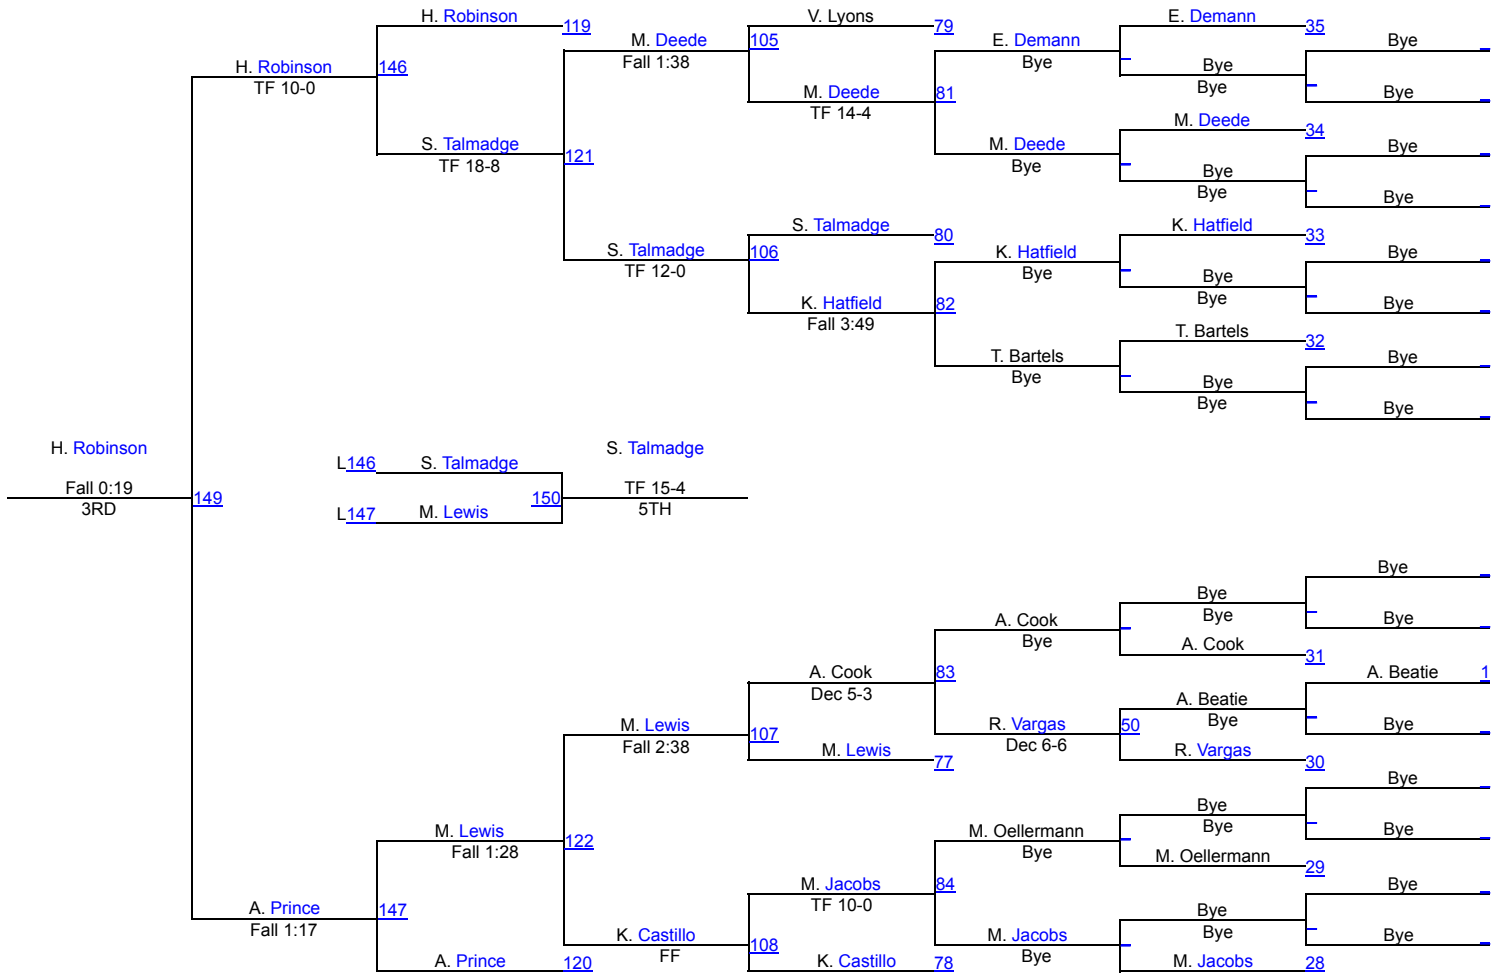 H. Robinson
119
V. Lyons
79
E. Demann
35
M. Deede
105
E. Demann
Bye
Bye
H. Robinson
146
Fall 1:38
Bye
Bye
TF 10-0
M. Deede
81
Bye
Bye
TF 14-4
M. Deede
34
S. Talmadge
121
M. Deede
Bye
TF 18-8
Bye
Bye
Bye
Bye
S. Talmadge
80
K. Hatfield
33
S. Talmadge
106
K. Hatfield
Bye
TF 12-0
Bye
Bye
K. Hatfield
82
Bye
Bye
Fall 3:49
T. Bartels
32
T. Bartels
Bye
Bye
Bye
Bye
Bye
H. Robinson
L146
S. Talmadge
S. Talmadge
Fall 0:19
149
150
TF 15-4
3RD
L147
M. Lewis
5TH
Bye
Bye
Bye
Bye
A. Cook
Bye
A. Cook
31
A. Cook
83
A. Beatie
1
Dec 5-3
A. Beatie
M. Lewis
107
R. Vargas
50
Bye
Bye
Fall 2:38
M. Lewis
77
Dec 6-6
R. Vargas
30
Bye
Bye
M. Lewis
122
M. Oellermann
Bye
Bye
Fall 1:28
Bye
M. Oellermann
29
M. Jacobs
84
Bye
A. Prince
147
TF 10-0
Bye
Fall 1:17
K. Castillo
108
M. Jacobs
Bye
Bye
FF
Bye
A. Prince
120
K. Castillo
78
M. Jacobs
28